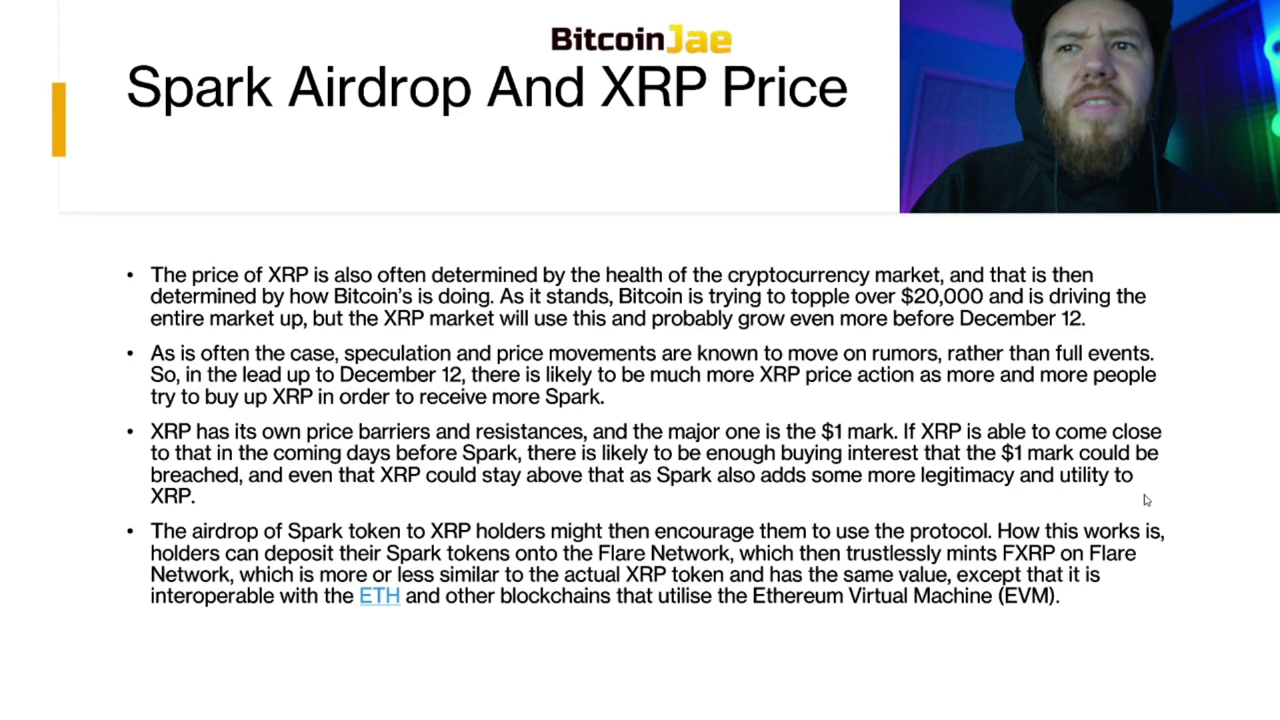 BitcoinJae
Spark Airdrop And XRP Price
• The price of XRP is also often determined by the health of the cryptocurrency market, and that is then
determined by how Bitcoin's is doing. As it stands, Bitcoin is trying to topple over $20,000 and is driving the
entire market up, but the XRP market will use this and probably grow even more before December 12.
• As is often the case, speculation and price movements are known to move on rumors, rather than full events.
So, in the lead up to December 12, there is likely to be much more XRP price action as more and more people
try to buy up XRP in order to receive more Spark.
• XRP has its own price barriers and resistances, and the major one is the $1 mark. If XRP is able to come close
to that in the coming days before Spark, there is likely to be enough buying interest that the $1 mark could be
breached, and even that XRP could stay above that as Spark also adds some more legitimacy and utility to
XRP.
• The airdrop of Spark token to XRP holders might then encourage them to use the protocol. How this works is,
holders can deposit their Spark tokens onto the Flare Network, which then trustlessly mints FXRP on Flare
Network, which is more or less similar to the actual XRP token and has the same value, except that it is
interoperable with the ETH and other blockchains that utilise the Ethereum Virtual Machine (EVM).